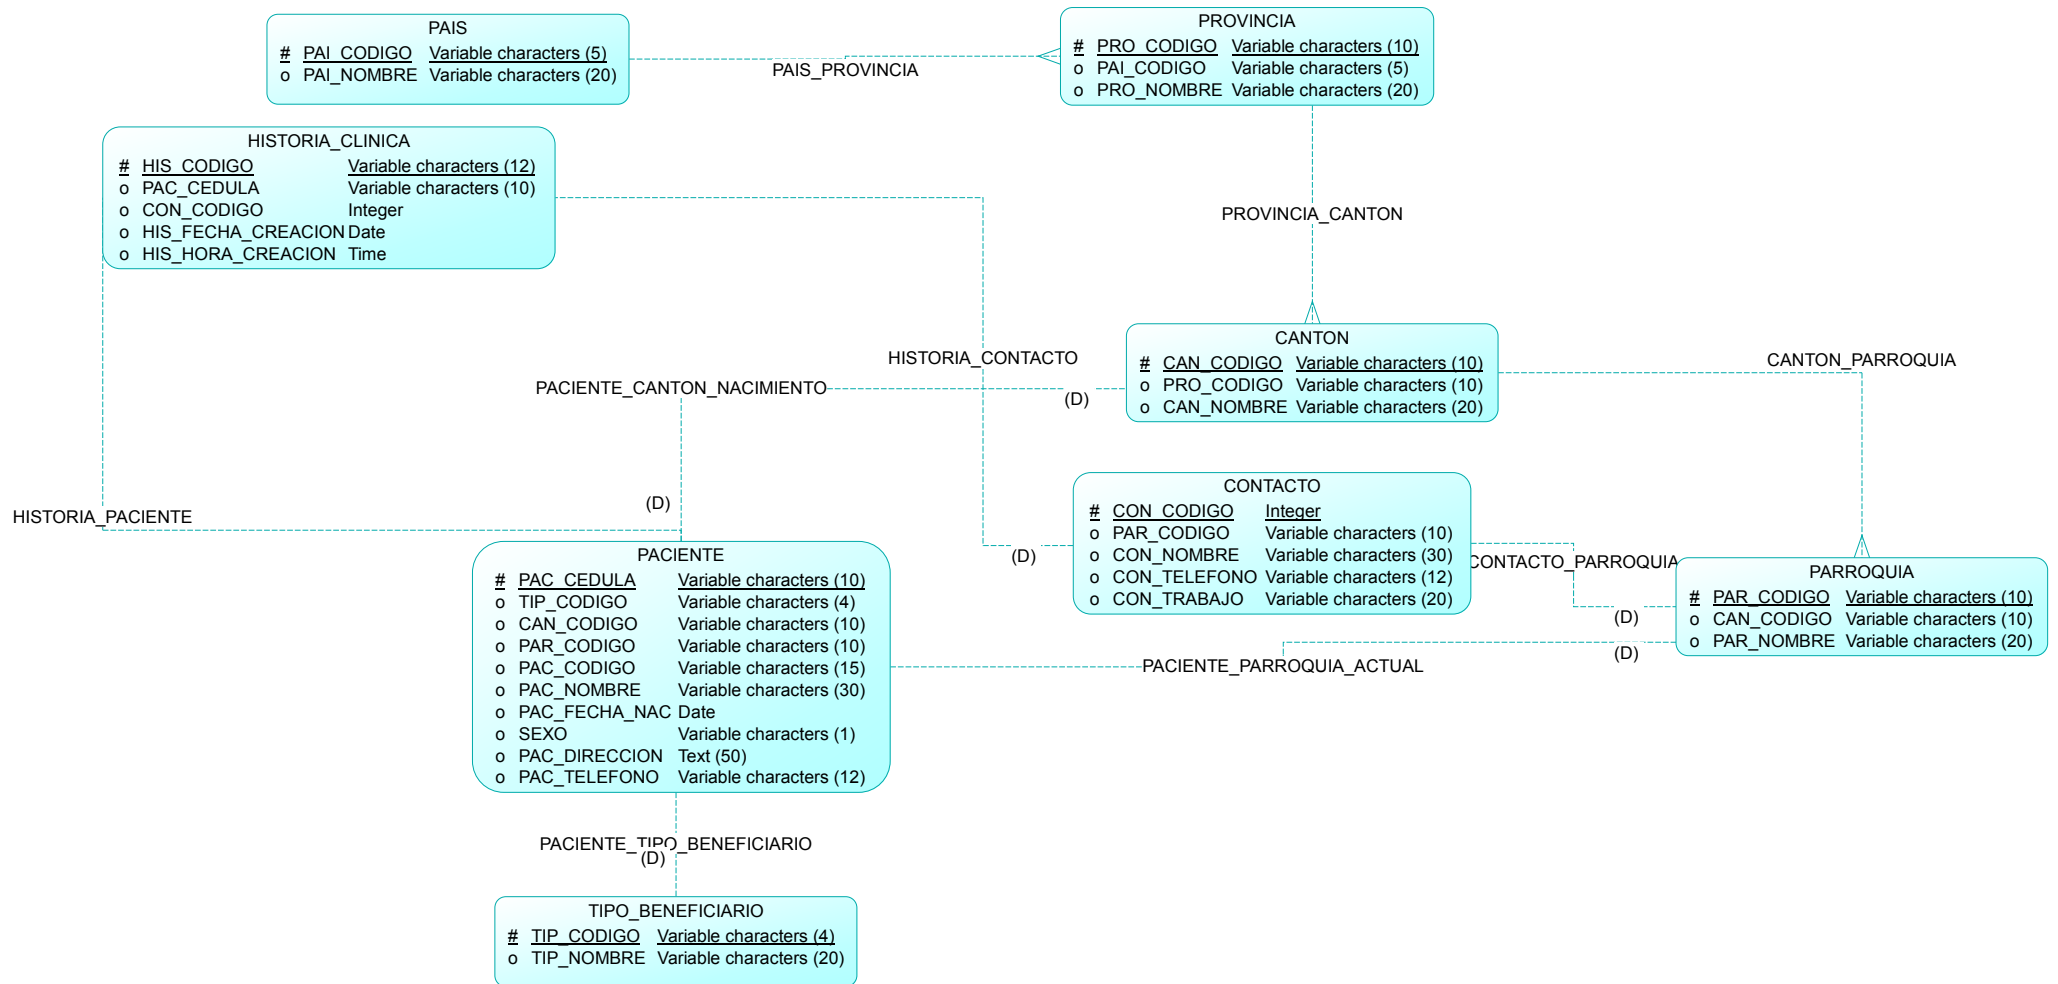 PAIS
# PAI_CODIGO Variable characters (5)
o PAI_NOMBRE Variable characters (20)
PAIS_PROVINCIA
PROVINCIA
# PRO_CODIGO Variable characters (10)
o PAI_CODIGO Variable characters (5)
o PRO_NOMBRE Variable characters (20)
HISTORIA_CLINICA
# HIS_CODIGO Variable characters (12)
o PAC_CEDULA Variable characters (10)
o CON_CODIGO Integer
o HIS_FECHA_CREACION Date
o HIS_HORA_CREACION Time
PROVINCIA_CANTON
CANTON
# CAN_CODIGO Variable characters (10)
o PRO_CODIGO Variable characters (10)
o CAN_NOMBRE Variable characters (20)
HISTORIA_CONTACTO
CANTON_PARROQUIA
PACIENTE_CANTON_NACIMIENTO
(D)
(D)
HISTORIA_PACIENTE
CONTACTO
# CON_CODIGO Integer
o PAR_CODIGO Variable characters (10)
o CON_NOMBRE Variable characters (30)
o CON_TELEFONO Variable characters (12)
o CON_TRABAJO Variable characters (20)
(D)
CONTACTO_PARROQUIA
PARROQUIA
# PAR_CODIGO Variable characters (10)
o CAN_CODIGO Variable characters (10)
o PAR_NOMBRE Variable characters (20)
(D)
(D)
PACIENTE_PARROQUIA_ACTUAL
PACIENTE
# PAC_CEDULA Variable characters (10)
o TIP_CODIGO Variable characters (4)
o CAN_CODIGO Variable characters (10)
o PAR_CODIGO Variable characters (10)
o PAC_CODIGO Variable characters (15)
o PAC_NOMBRE Variable characters (30)
o PAC_FECHA_NAC Date
o SEXO Variable characters (1)
o PAC_DIRECCION Text (50)
o PAC_TELEFONO Variable characters (12)
PACIENTE_TIPO_BENEFICIARIO
(D)
TIPO_BENEFICIARIO
# TIP_CODIGO Variable characters (4)
o TIP_NOMBRE Variable characters (20)